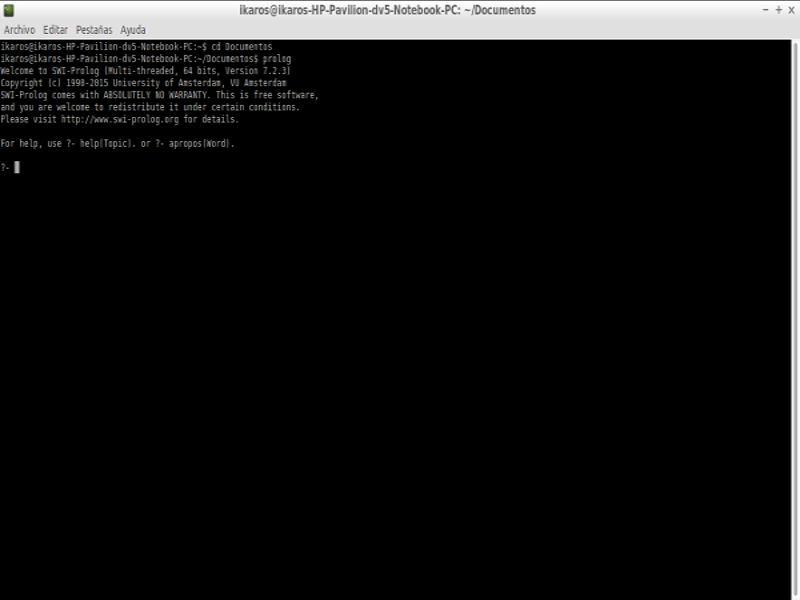 ikaros@ikaros-HP-Pavilion-dv5-Notebook-PC: ~/Documentos
− + ×
Archivo Editar Pestañas Ayuda
ikaros@ikaros-HP-Pavilion-dv5-Notebook-PC:~$ cd Documentos
ikaros@ikaros-HP-Pavilion-dv5-Notebook-PC:~/Documentos$ prolog
Welcome to SWI-Prolog (Multi-threaded, 64 bits, Version 7.2.3)
Copyright (c) 1990-2015 University of Amsterdam, VU Amsterdam
SWI-Prolog comes with ABSOLUTELY NO WARRANTY. This is free software,
and you are welcome to redistribute it under certain conditions.
Please visit http://www.swi-prolog.org for details.
For help, use ?- help(Topic). or ?- apropos(Word).
?-